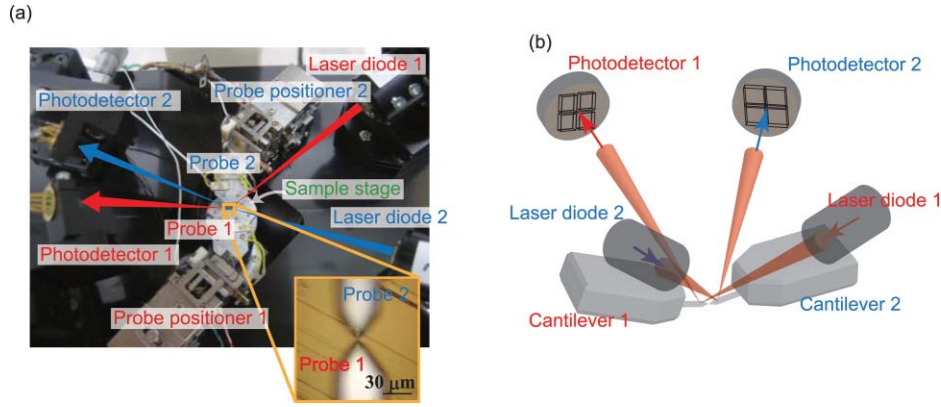 (a)
Laser diode 1
Photodetector 2
Probe positioner 2
Probe 2
Sample stage
Laser diode 2
Probe 1
Photodetector 1
Probe positioner 1
Probe 2
Probe 1
30 µm
(b)
Photodetector 1
Photodetector 2
Laser diode 2
Laser diode 1
Cantilever 1
Cantilever 2